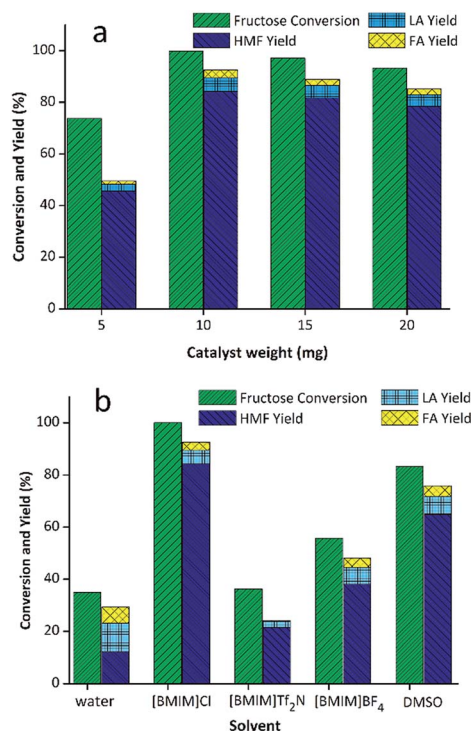 a
Fructose Conversion
LA Yield
HMF Yield
FA Yield
100
80
60
40
20
0
Conversion and Yield (%)
5 10 15 20
Catalyst weight (mg)
b
Fructose Conversion
LA Yield
HMF Yield
FA Yield
100
80
60
40
20
0
Conversion and Yield (%)
water [BMIM]Cl [BMIM]Tf₂N [BMIM]BF₄ DMSO
Solvent